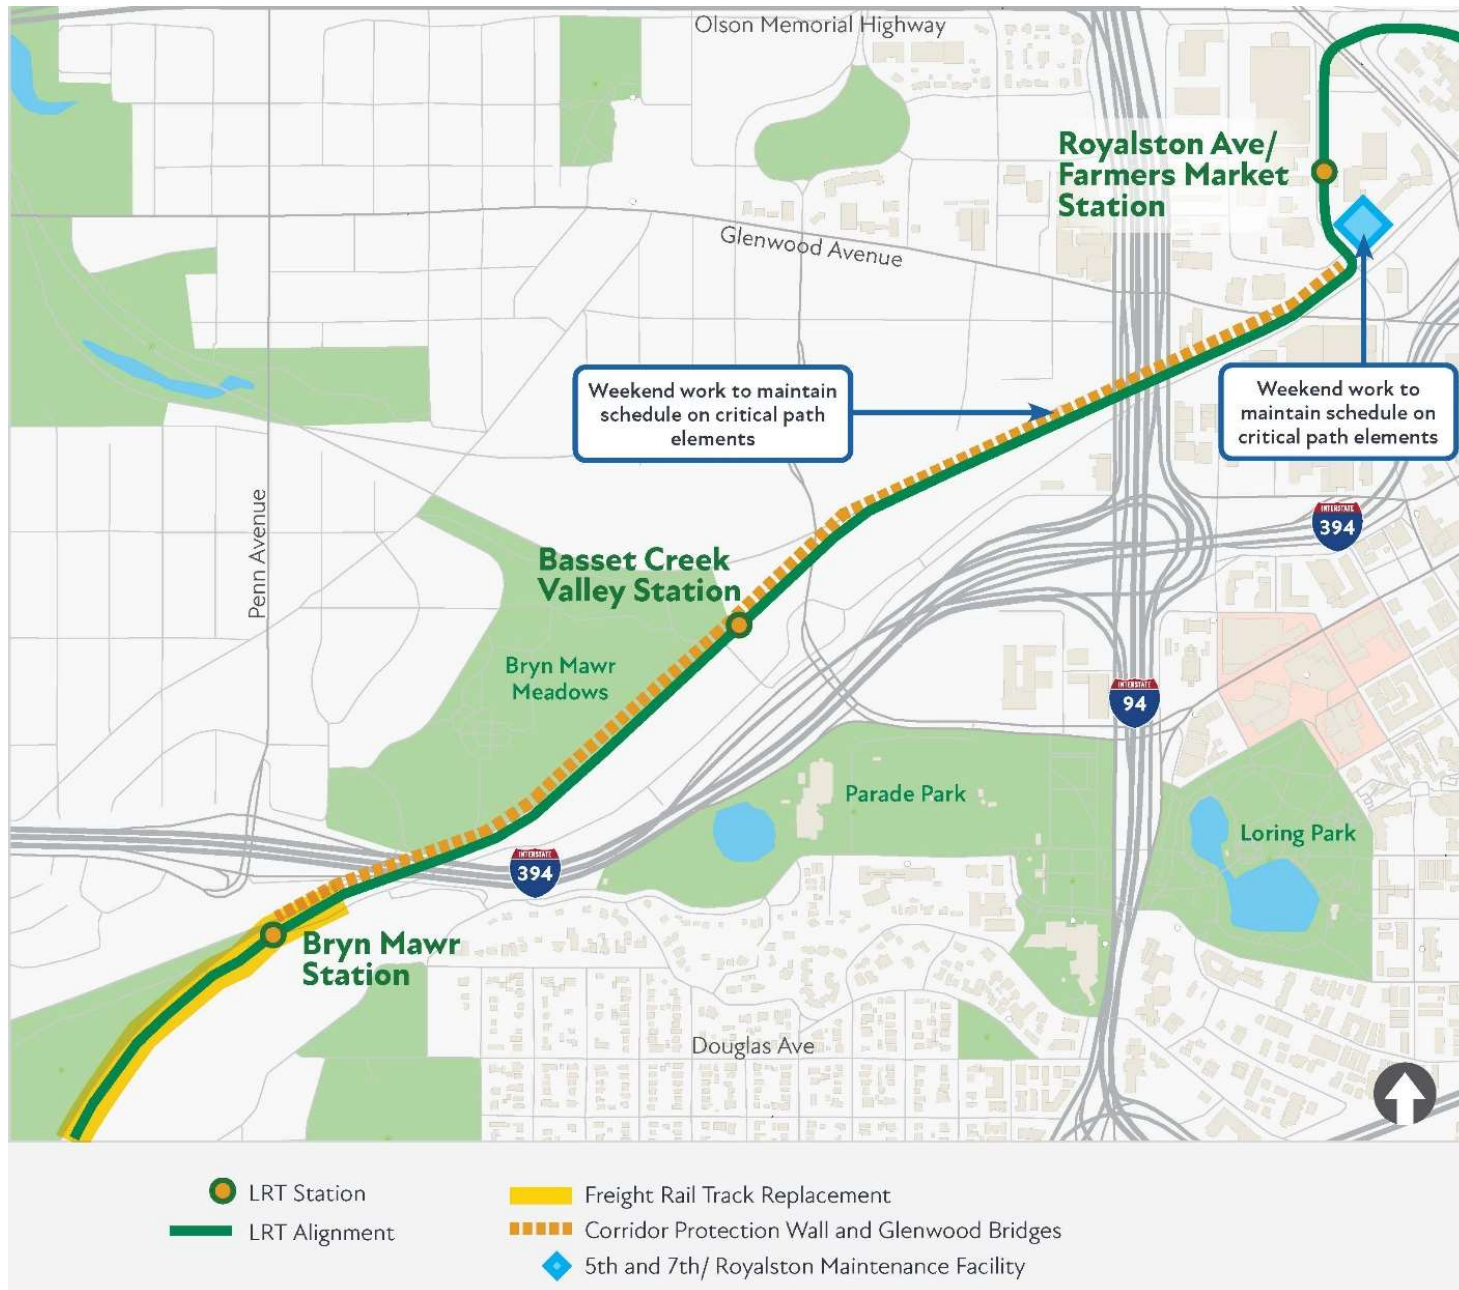 Olson Memorial Highway
Royalston Ave/
Farmers Market
Station
Glenwood Avenue
Weekend work to maintain
schedule on critical path
elements
Weekend work to
maintain schedule on
critical path elements
Penn Avenue
INTERSTATE
394
Basset Creek
Valley Station
Bryn Mawr
Meadows
INTERSTATE
94
Parade Park
Loring Park
INTERSTATE
394
Bryn Mawr
Station
Douglas Ave
LRT Station
LRT Alignment
Freight Rail Track Replacement
Corridor Protection Wall and Glenwood Bridges
5th and 7th/ Royalston Maintenance Facility